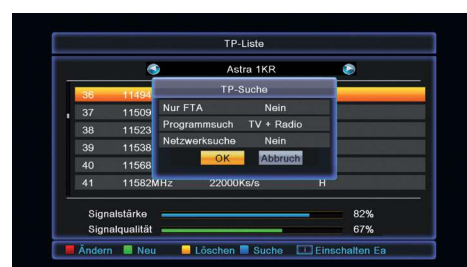 TP-Liste
Astra 1KR
TP-Suche
36 11494
Nur FTA Nein
37 11509
Programmsuch TV + Radio
38 11523
Netzwerksuche Nein
39 11538
OK Abbruch
40 11568
41 11582MHz 22000Ks/s H
Signalstärke 82%
Signalqualität 67%
Ändern Neu Löschen Suche Einschalten Ea